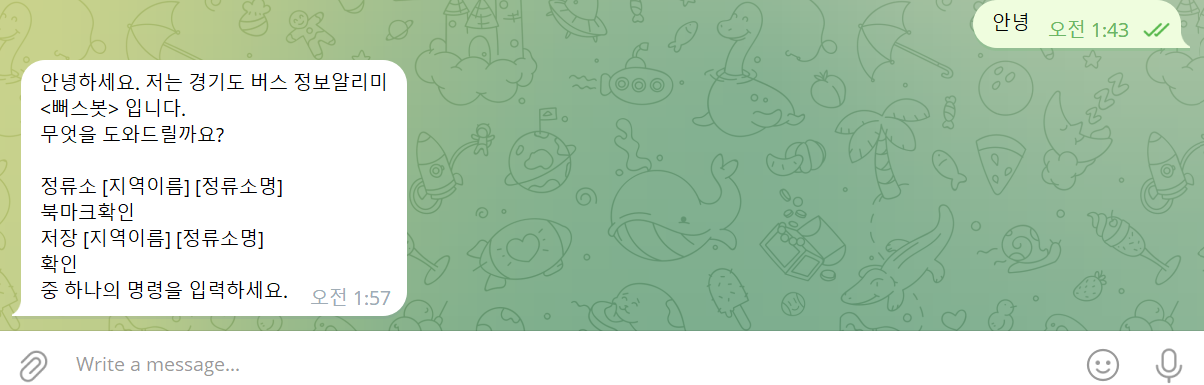 안녕
오전 1:43
안녕하세요. 저는 경기도 버스 정보알리미
<뻐스봇> 입니다.
무엇을 도와드릴까요?
정류소 [지역이름] [정류소명]
북마크확인
저장 [지역이름] [정류소명]
확인
중 하나의 명령을 입력하세요.
오전 1:57
Write a message...